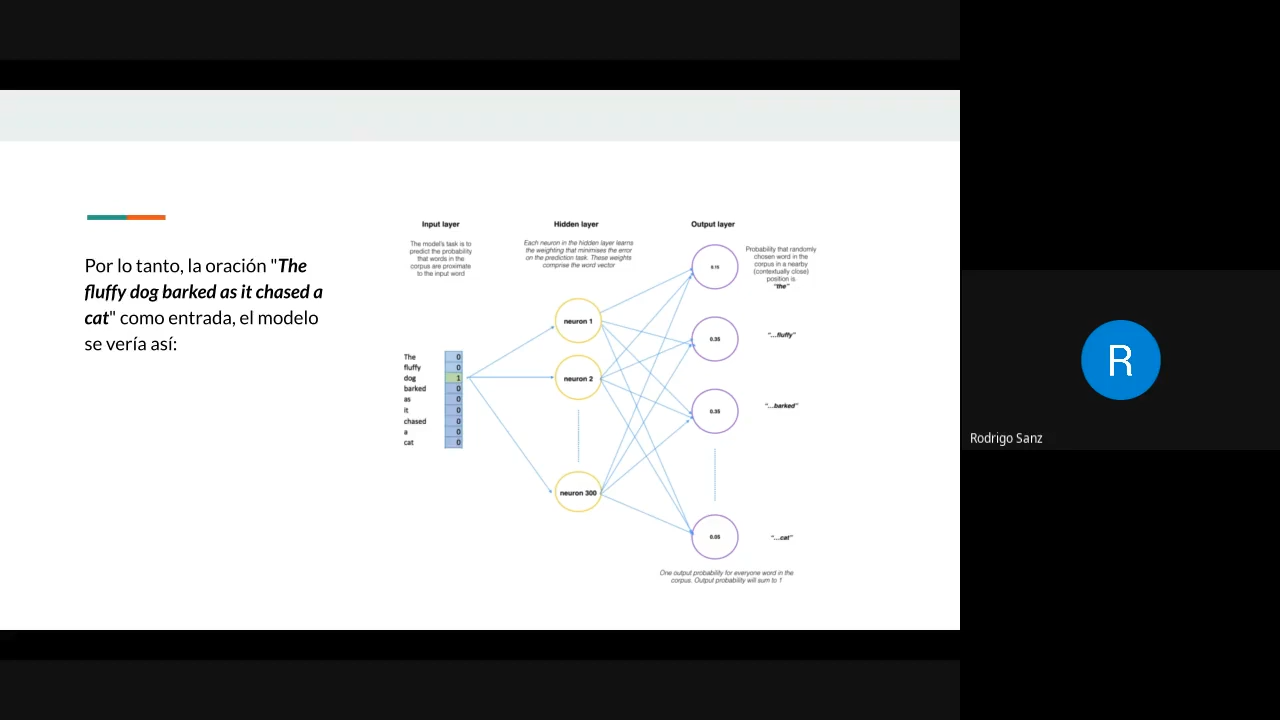 Por lo tanto, la oración "The
fluffy dog barked as it chased a
cat" como entrada, el modelo
se vería así:
Input layer
The model's task is to
predict the probability
that words in the
corpus are proximate
to the input word
Hidden layer
Each neuron in the hidden layer learns
the weighting that minimises the error
on the prediction task. These weights
comprise the word vector
Output layer
Probability that randomly
chosen word in the
corpus in a nearby
(contextually close)
position is
"the"
The 0
fluffy 0
dog 1
barked 0
as 0
it 0
chased 0
a 0
cat 0
neuron 1
neuron 2
neuron 300
0.15
0.35
"...fluffy"
0.35
"...barked"
0.05
"...cat"
One output probability for everyone word in the
corpus. Output probability will sum to 1
R
Rodrigo Sanz